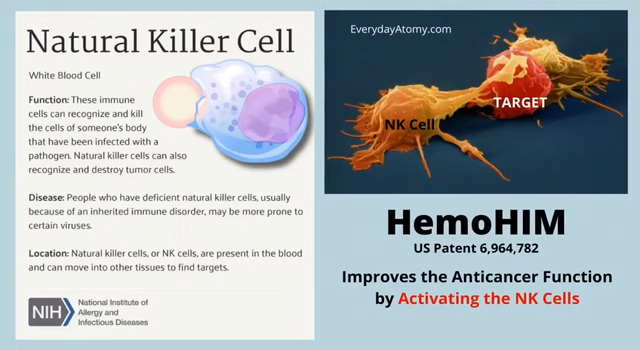 Natural Killer Cell
White Blood Cell
Function: These immune
cells can recognize and kill
the cells of someone's body
that have been infected with a
pathogen. Natural killer cells can also
recognize and destroy tumor cells.
Disease: People who have deficient natural killer cells, usually
because of an inherited immune disorder, may be more prone to
certain viruses.
Location: Natural killer cells, or NK cells, are present in the blood
and can move into other tissues to find targets.
NIH
National Institute of
Allergy and
Infectious Diseases
EverydayAtomy.com
TARGET
NK Cell
HemoHIM
US Patent 6,964,782
Improves the Anticancer Function
by Activating the NK Cells